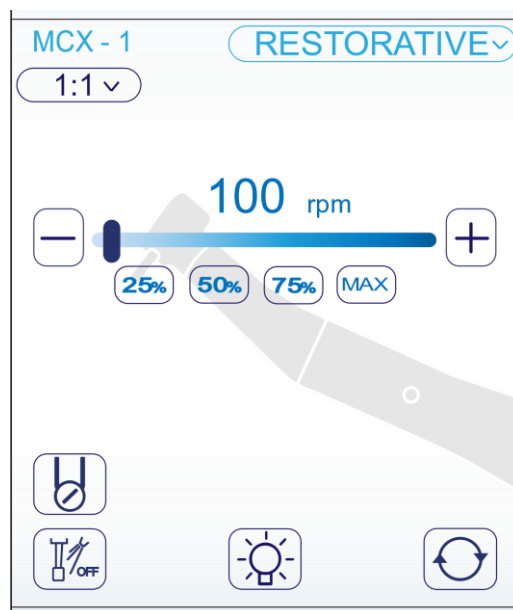 MCX - 1 RESTORATIVE
1:1
100 rpm
25% 50% 75% MAX
OFF